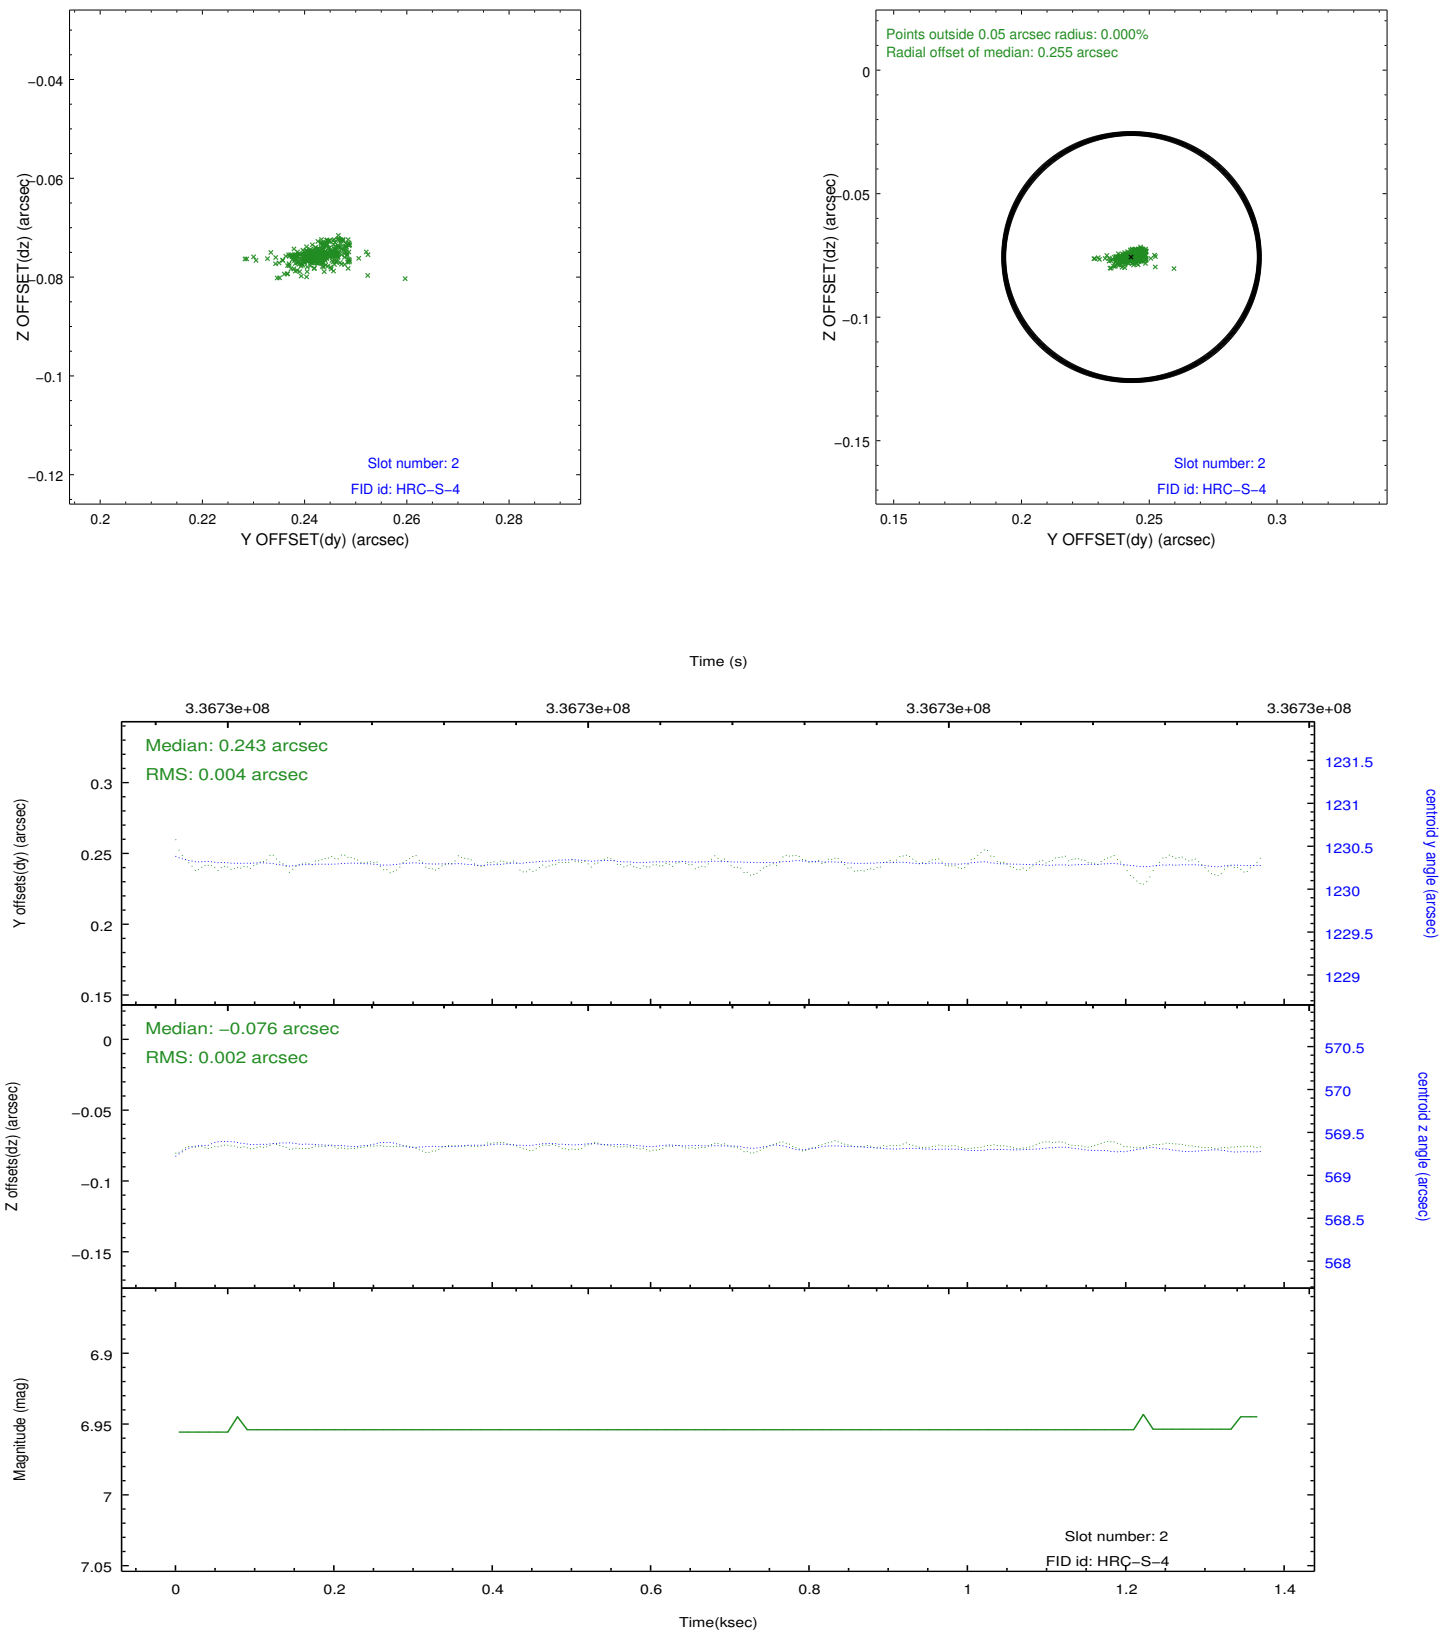 −0.04
−0.06
−0.08
−0.1
−0.12
Z OFFSET(dz) (arcsec)
Slot number: 2
FID id: HRC−S−4
0.2
0.22
0.24
0.26
0.28
Y OFFSET(dy) (arcsec)
Points outside 0.05 arcsec radius: 0.000%
Radial offset of median: 0.255 arcsec
0
−0.05
−0.1
−0.15
Z OFFSET(dz) (arcsec)
Slot number: 2
FID id: HRC−S−4
0.15
0.2
0.25
0.3
Y OFFSET(dy) (arcsec)
Time (s)
3.3673e+08
3.3673e+08
3.3673e+08
3.3673e+08
Median: 0.243 arcsec
RMS: 0.004 arcsec
0.3
0.25
0.2
0.15
Y offsets(dy) (arcsec)
1231.5
1231
1230.5
1230
1229.5
1229
centroid y angle (arcsec)
Median: −0.076 arcsec
RMS: 0.002 arcsec
0
−0.05
−0.1
−0.15
Z offsets(dz) (arcsec)
570.5
570
569.5
569
568.5
568
centroid z angle (arcsec)
6.9
6.95
7
7.05
Magnitude (mag)
Slot number: 2
FID id: HRC−S−4
0
0.2
0.4
0.6
0.8
1
1.2
1.4
Time(ksec)